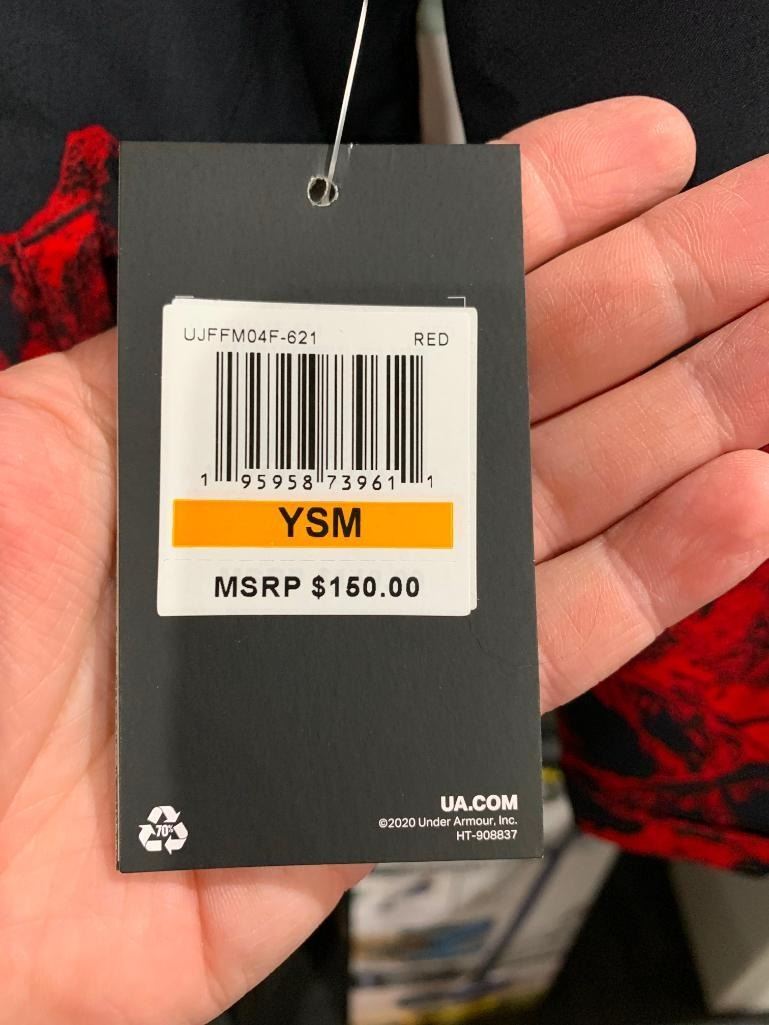 UJFFM04F-621 RED
1 95958 73961 1
YSM
MSRP $150.00
70%
UA.COM
©2020 Under Armour, Inc.
HT-908837